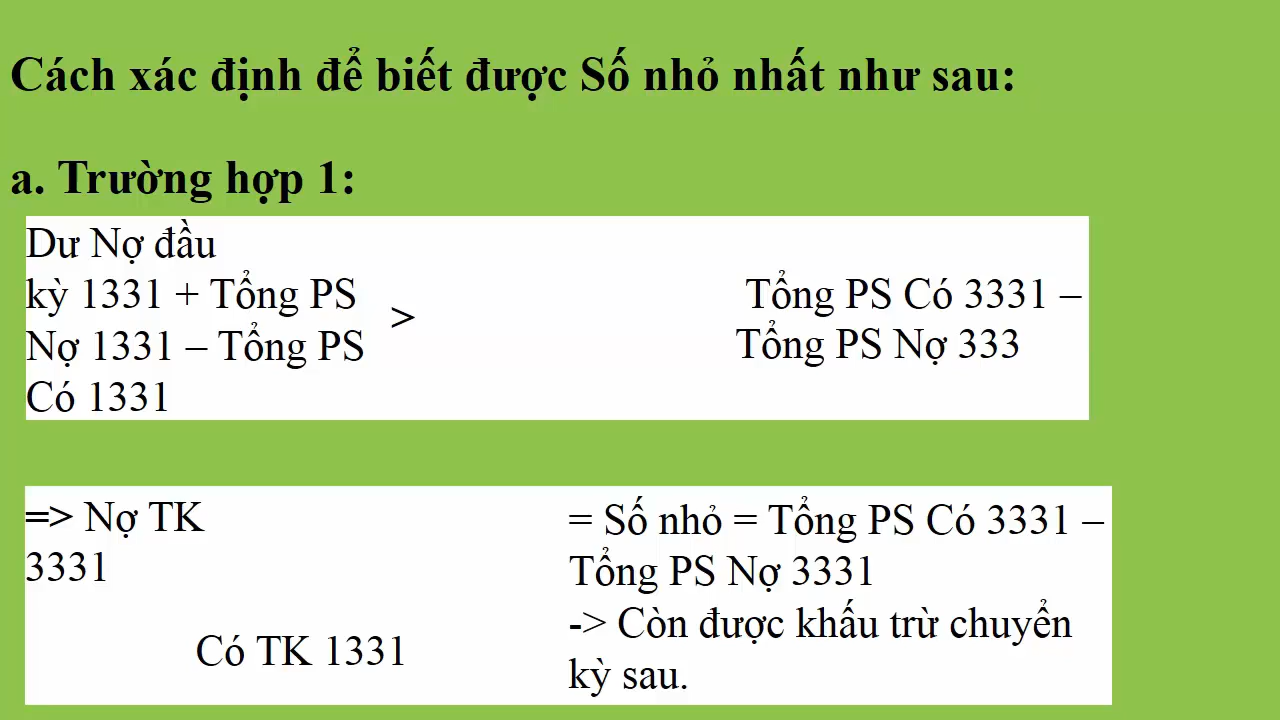 Cách xác định để biết được Số nhỏ nhất như sau:
a. Trường hợp 1:
Dư Nợ đầu
kỳ 1331 + Tổng PS
Nợ 1331 – Tổng PS
Có 1331
>
Tổng PS Có 3331 –
Tổng PS Nợ 333
=> Nợ TK
3331
Có TK 1331
= Số nhỏ = Tổng PS Có 3331 –
Tổng PS Nợ 3331
-> Còn được khấu trừ chuyển
kỳ sau.